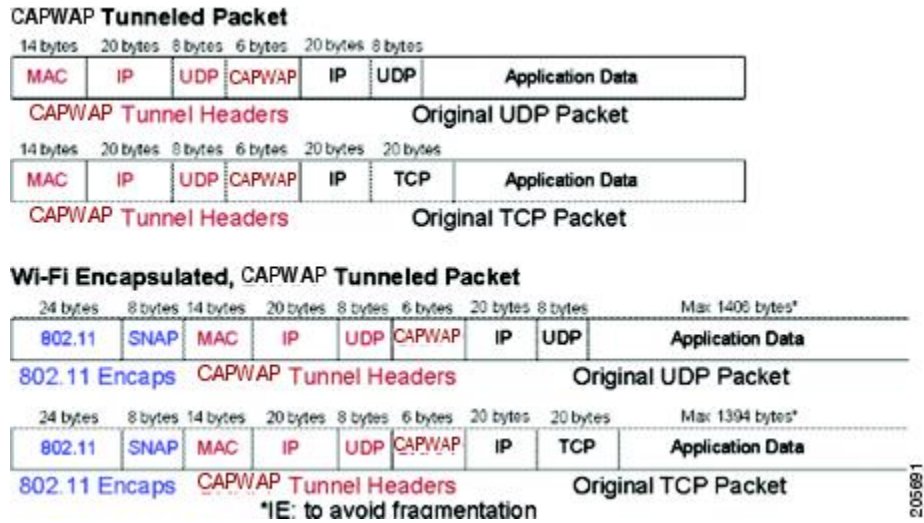 CAPWAP Tunneled Packet
14 bytes 20 bytes 8 bytes 6 bytes 20 bytes 8 bytes
MAC IP UDP CAPWAP IP UDP Application Data
CAPWAP Tunnel Headers Original UDP Packet
14 bytes 20 bytes 8 bytes 6 bytes 20 bytes 20 bytes
MAC IP UDP CAPWAP IP TCP Application Data
CAPWAP Tunnel Headers Original TCP Packet
Wi-Fi Encapsulated, CAPWAP Tunneled Packet
24 bytes 8 bytes 14 bytes 20 bytes 8 bytes 6 bytes 20 bytes 8 bytes Max 1406 bytes*
802.11 SNAP MAC IP UDP CAPWAP IP UDP Application Data
802.11 Encaps CAPWAP Tunnel Headers Original UDP Packet
24 bytes 8 bytes 14 bytes 20 bytes 8 bytes 6 bytes 20 bytes 20 bytes Max 1394 bytes*
802.11 SNAP MAC IP UDP CAPWAP IP TCP Application Data
802.11 Encaps CAPWAP Tunnel Headers Original TCP Packet
*IE: to avoid fragmentation
205691